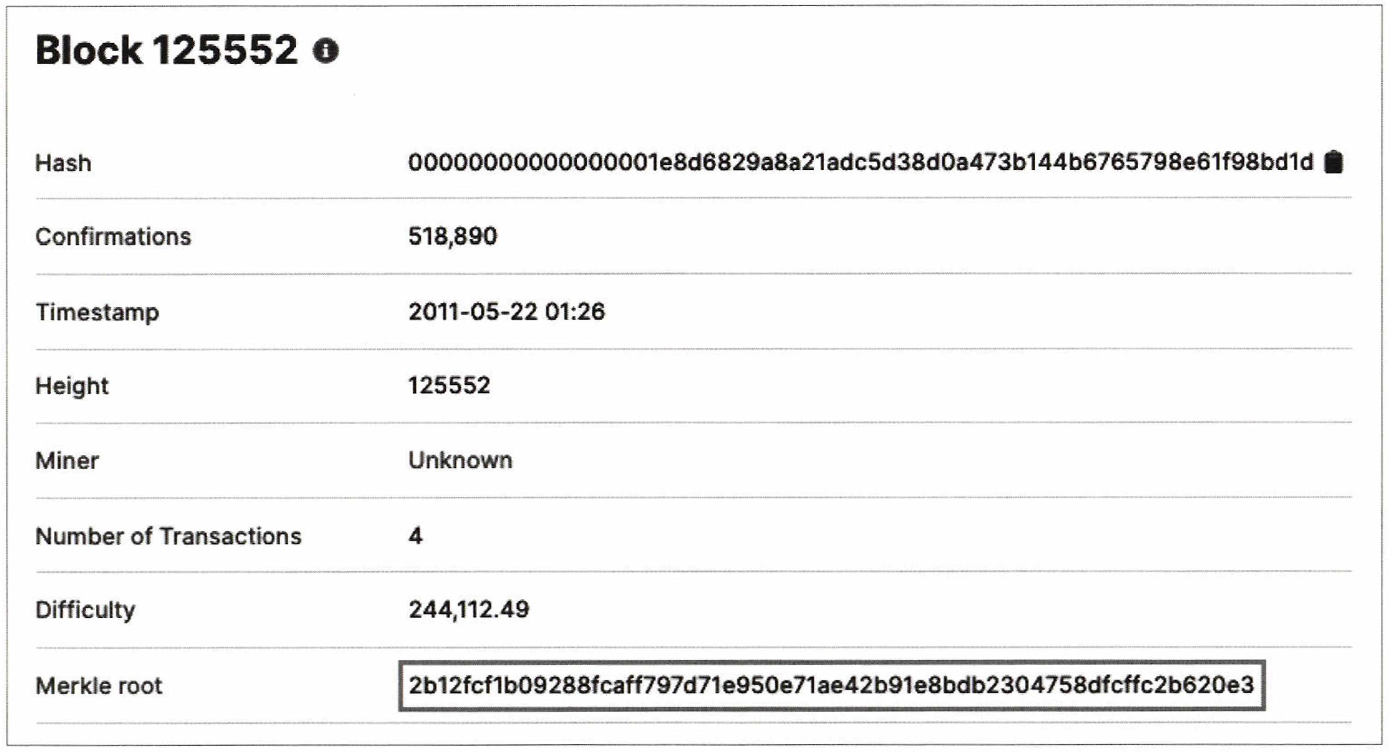 Block 125552
Hash 00000000000000001e8d6829a8a21adc5d38d0a473b144b6765798e61f98bd1d
Confirmations 518,890
Timestamp 2011-05-22 01:26
Height 125552
Miner Unknown
Number of Transactions 4
Difficulty 244,112.49
Merkle root 2b12fcf1b09288fcaff797d71e950e71ae42b91e8bdb2304758dfcffc2b620e3